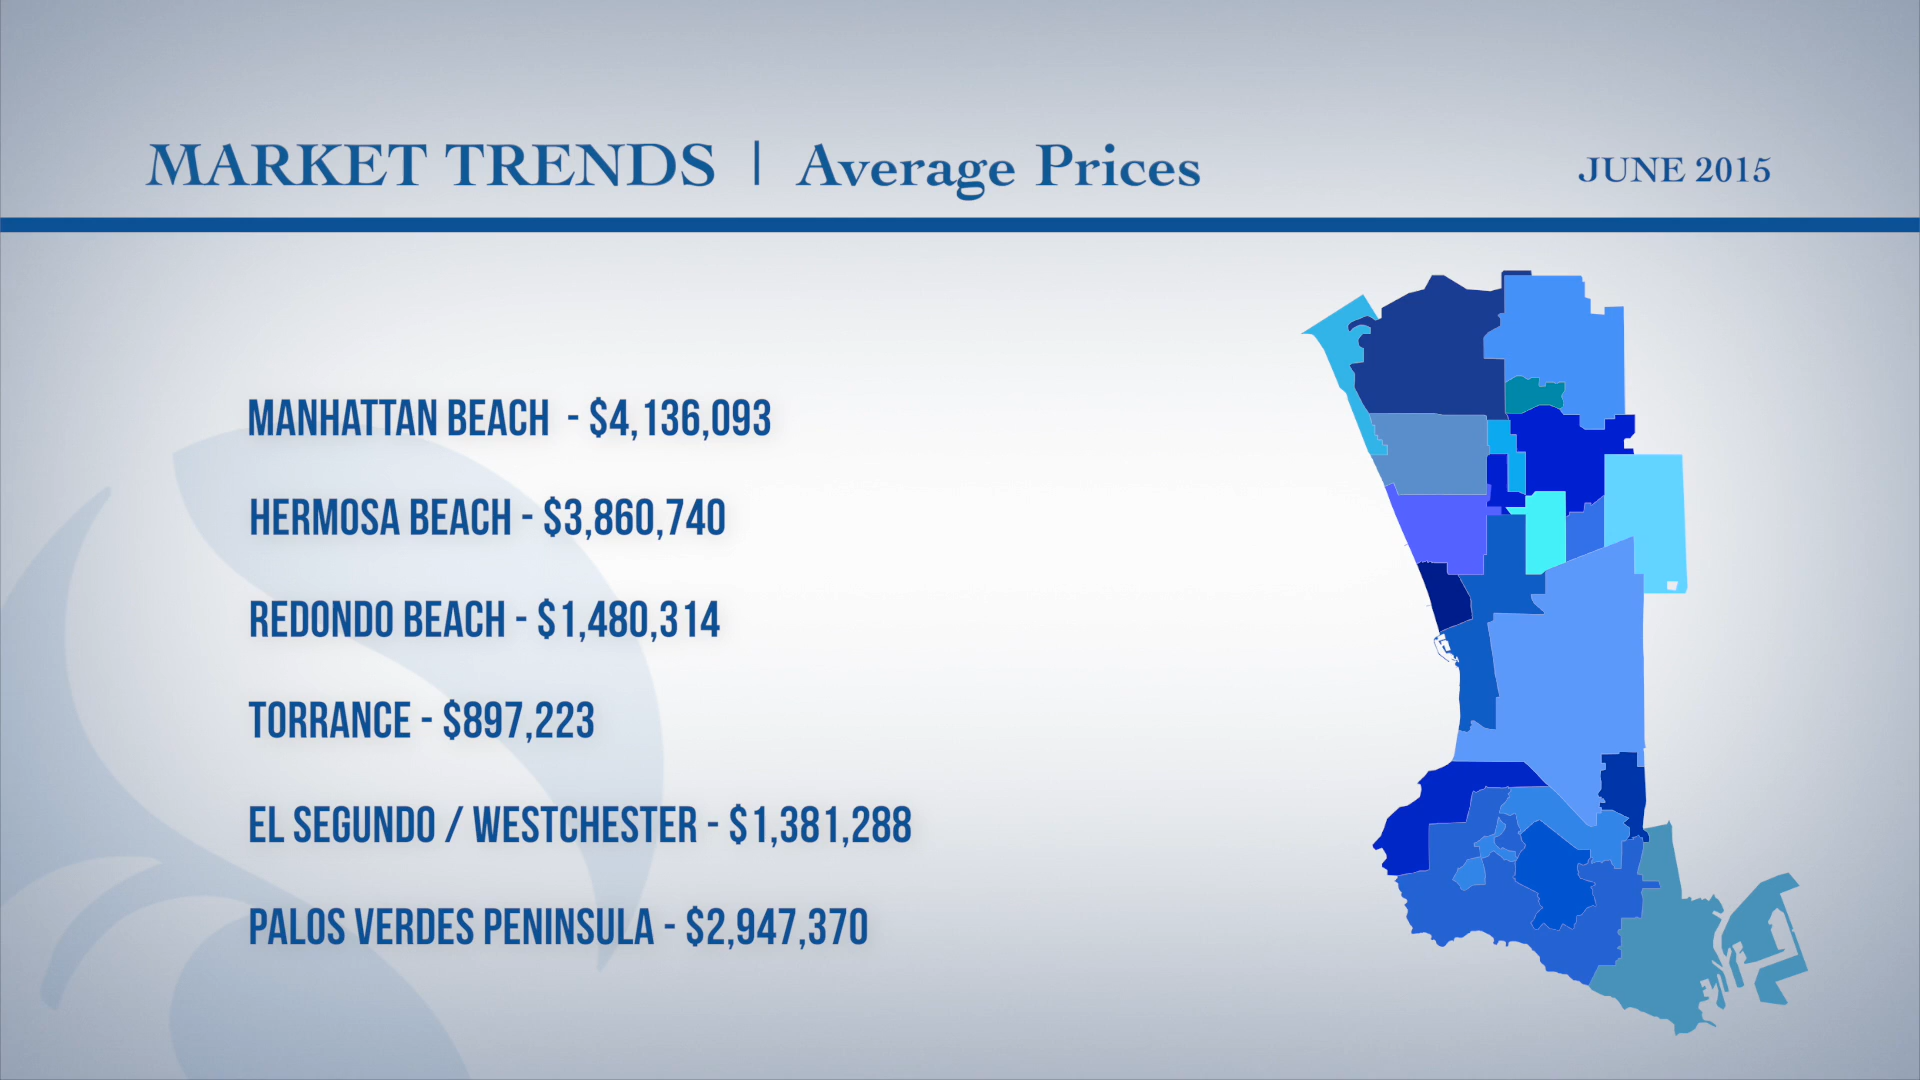 MARKET TRENDS | Average Prices
JUNE 2015
MANHATTAN BEACH - $4,136,093
HERMOSA BEACH - $3,860,740
REDONDO BEACH - $1,480,314
TORRANCE - $897,223
EL SEGUNDO / WESTCHESTER - $1,381,288
PALOS VERDES PENINSULA - $2,947,370